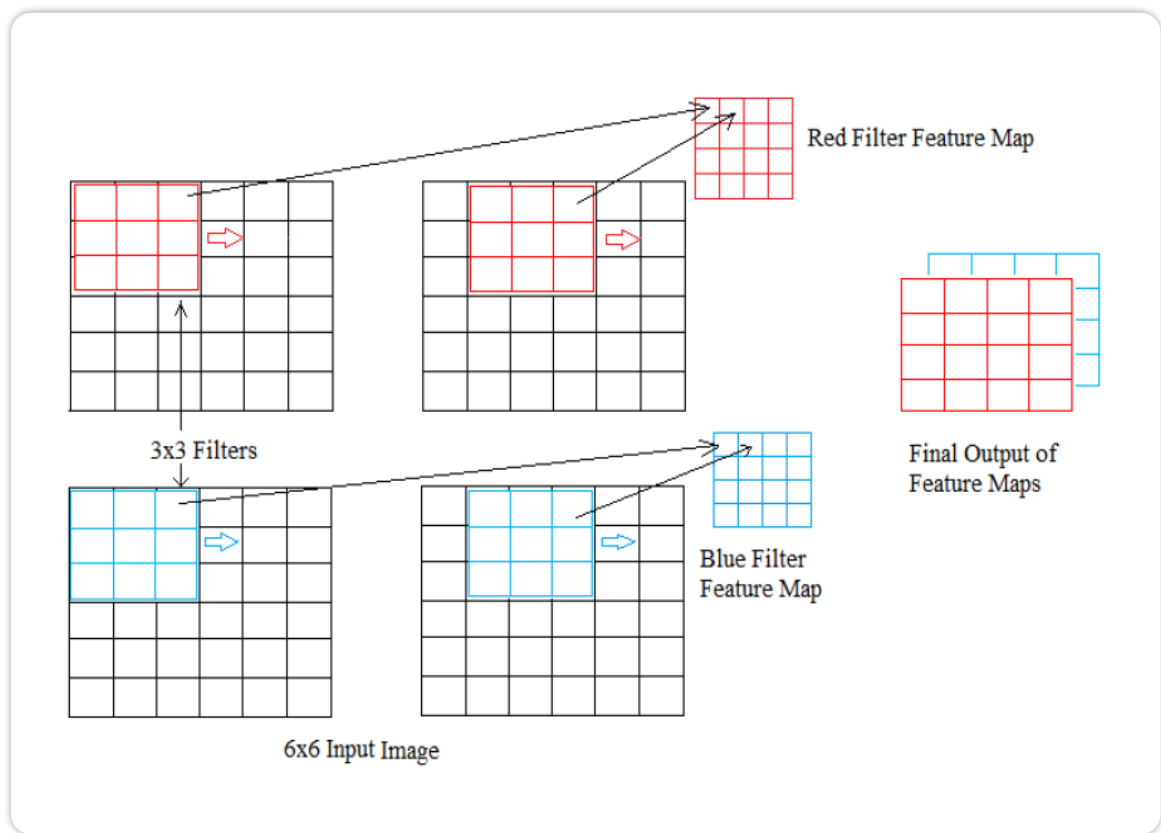 Red Filter Feature Map
3x3 Filters
Final Output of
Feature Maps
Blue Filter
Feature Map
6x6 Input Image